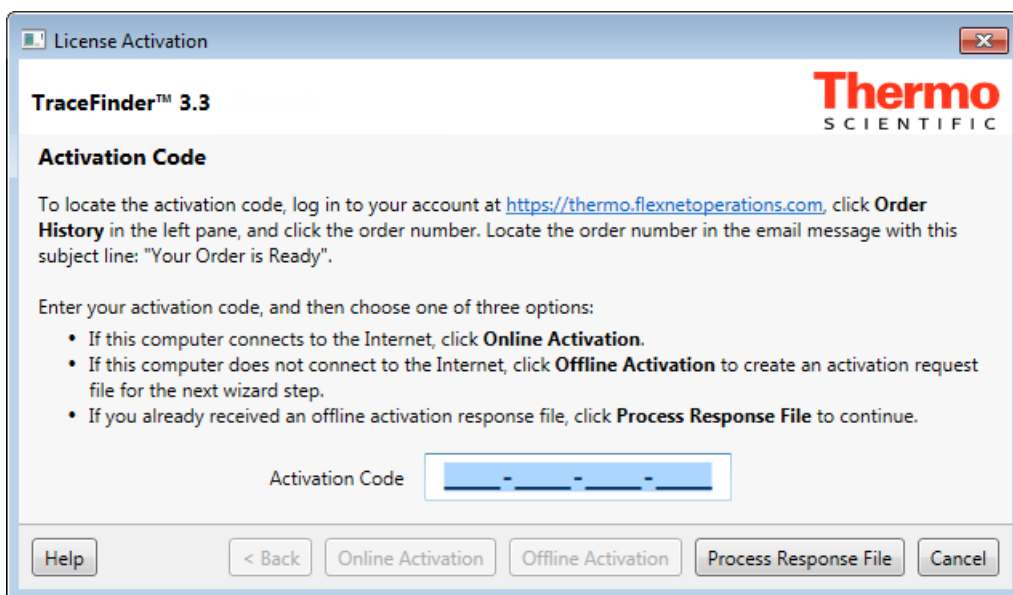 License Activation
TraceFinder™ 3.3
Thermo
SCIENTIFIC
Activation Code
To locate the activation code, log in to your account at https://thermo.flexnetoperations.com, click Order
History in the left pane, and click the order number. Locate the order number in the email message with this
subject line: "Your Order is Ready".
Enter your activation code, and then choose one of three options:
• If this computer connects to the Internet, click Online Activation.
• If this computer does not connect to the Internet, click Offline Activation to create an activation request
file for the next wizard step.
• If you already received an offline activation response file, click Process Response File to continue.
Activation Code ____-____-____-____
Help < Back Online Activation Offline Activation Process Response File Cancel